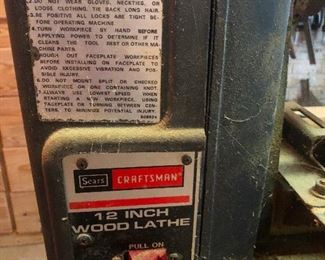 2.DO NOT WEAR GLOVES, NECKTIES, OR
LOOSE CLOTHING, TIE BACK LONG HAIR.
3.BE POSITIVE ALL LOCKS ARE TIGHT BE-
FORE OPERATING MACHINE
4.TURN WORKPIECE BY HAND BEFORE
APPLYING POWER TO DETERMINE IF IT
CLEARS THE TOOL REST OR OTHER MA-
CHINE PARTS.
5.ROUGH OUT FACEPLATE WORKPIECES
BEFORE INSTALLING ON FACEPLATE TO
AVOID EXCESSIVE VIBRATION AND POS-
SIBLE INJURY.
6.DO NOT MOUNT SPLIT OR CHECKED
WORKPIECE OR ONE CONTAINING KNOT.
7.ALWAYS USE LOWEST SPEED WHEN
STARTING A NEW WORKPIECE. USING
FACEPLATE OR TURNING BETWEEN CEN-
TERS, TO MINIMIZE POTENTIAL INJURY.
Sears CRAFTSMAN
12 INCH
WOOD LATHE
PULL ON